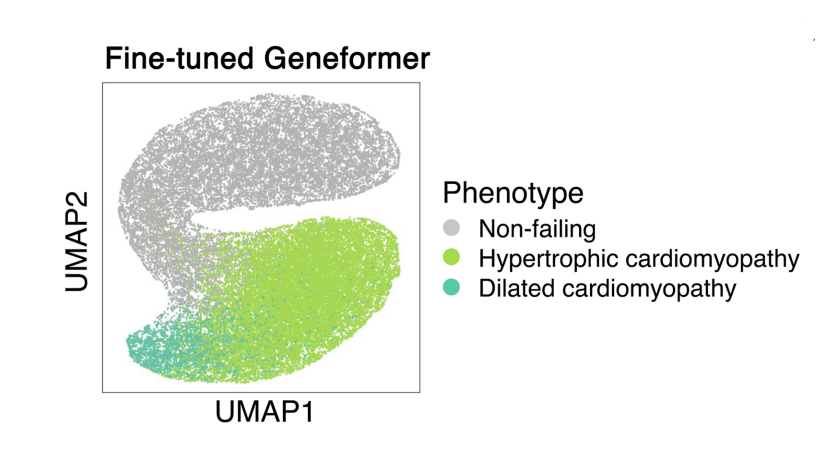 Fine-tuned Geneformer
UMAP2
UMAP1
Phenotype
Non-failing
Hypertrophic cardiomyopathy
Dilated cardiomyopathy